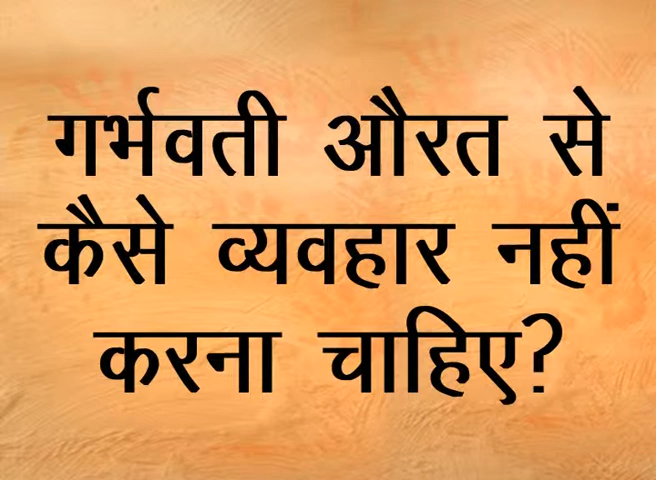 गर्भवती औरत से
कैसे व्यवहार नहीं
करना चाहिए?